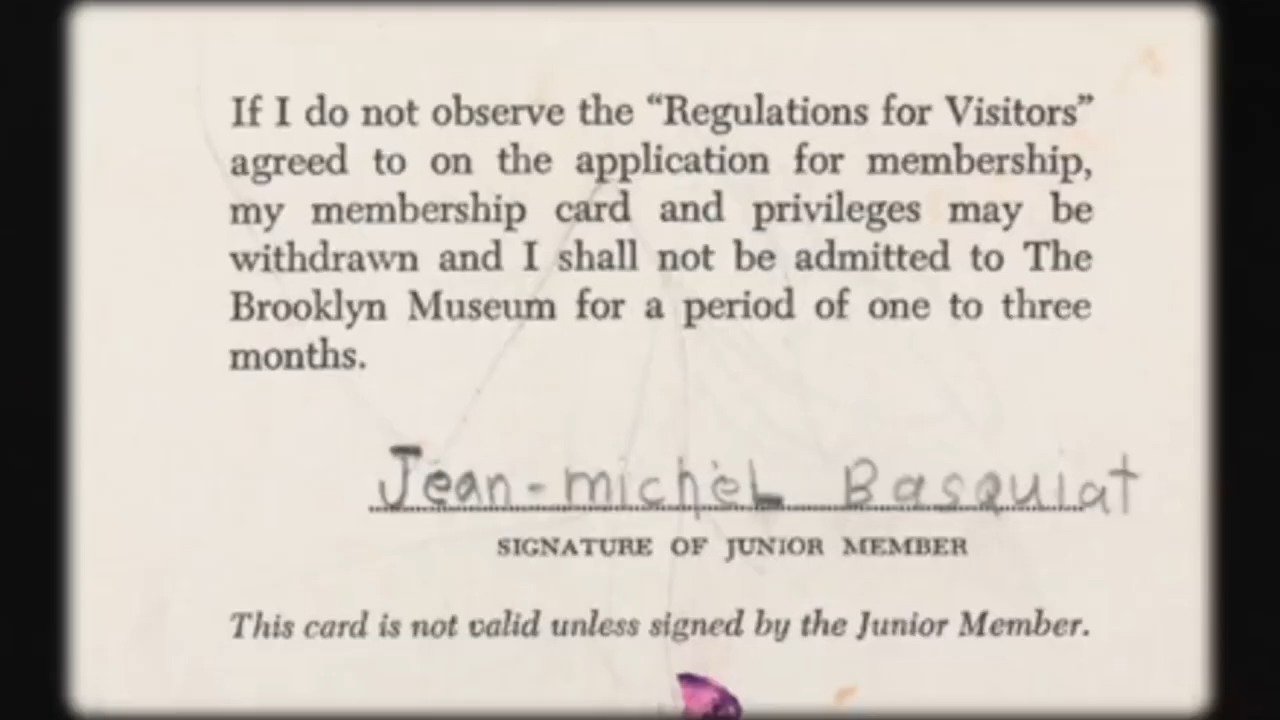 If I do not observe the “Regulations for Visitors”
agreed to on the application for membership,
my membership card and privileges may be
withdrawn and I shall not be admitted to The
Brooklyn Museum for a period of one to three
months.
Jean-michel Basquiat
SIGNATURE OF JUNIOR MEMBER
This card is not valid unless signed by the Junior Member.